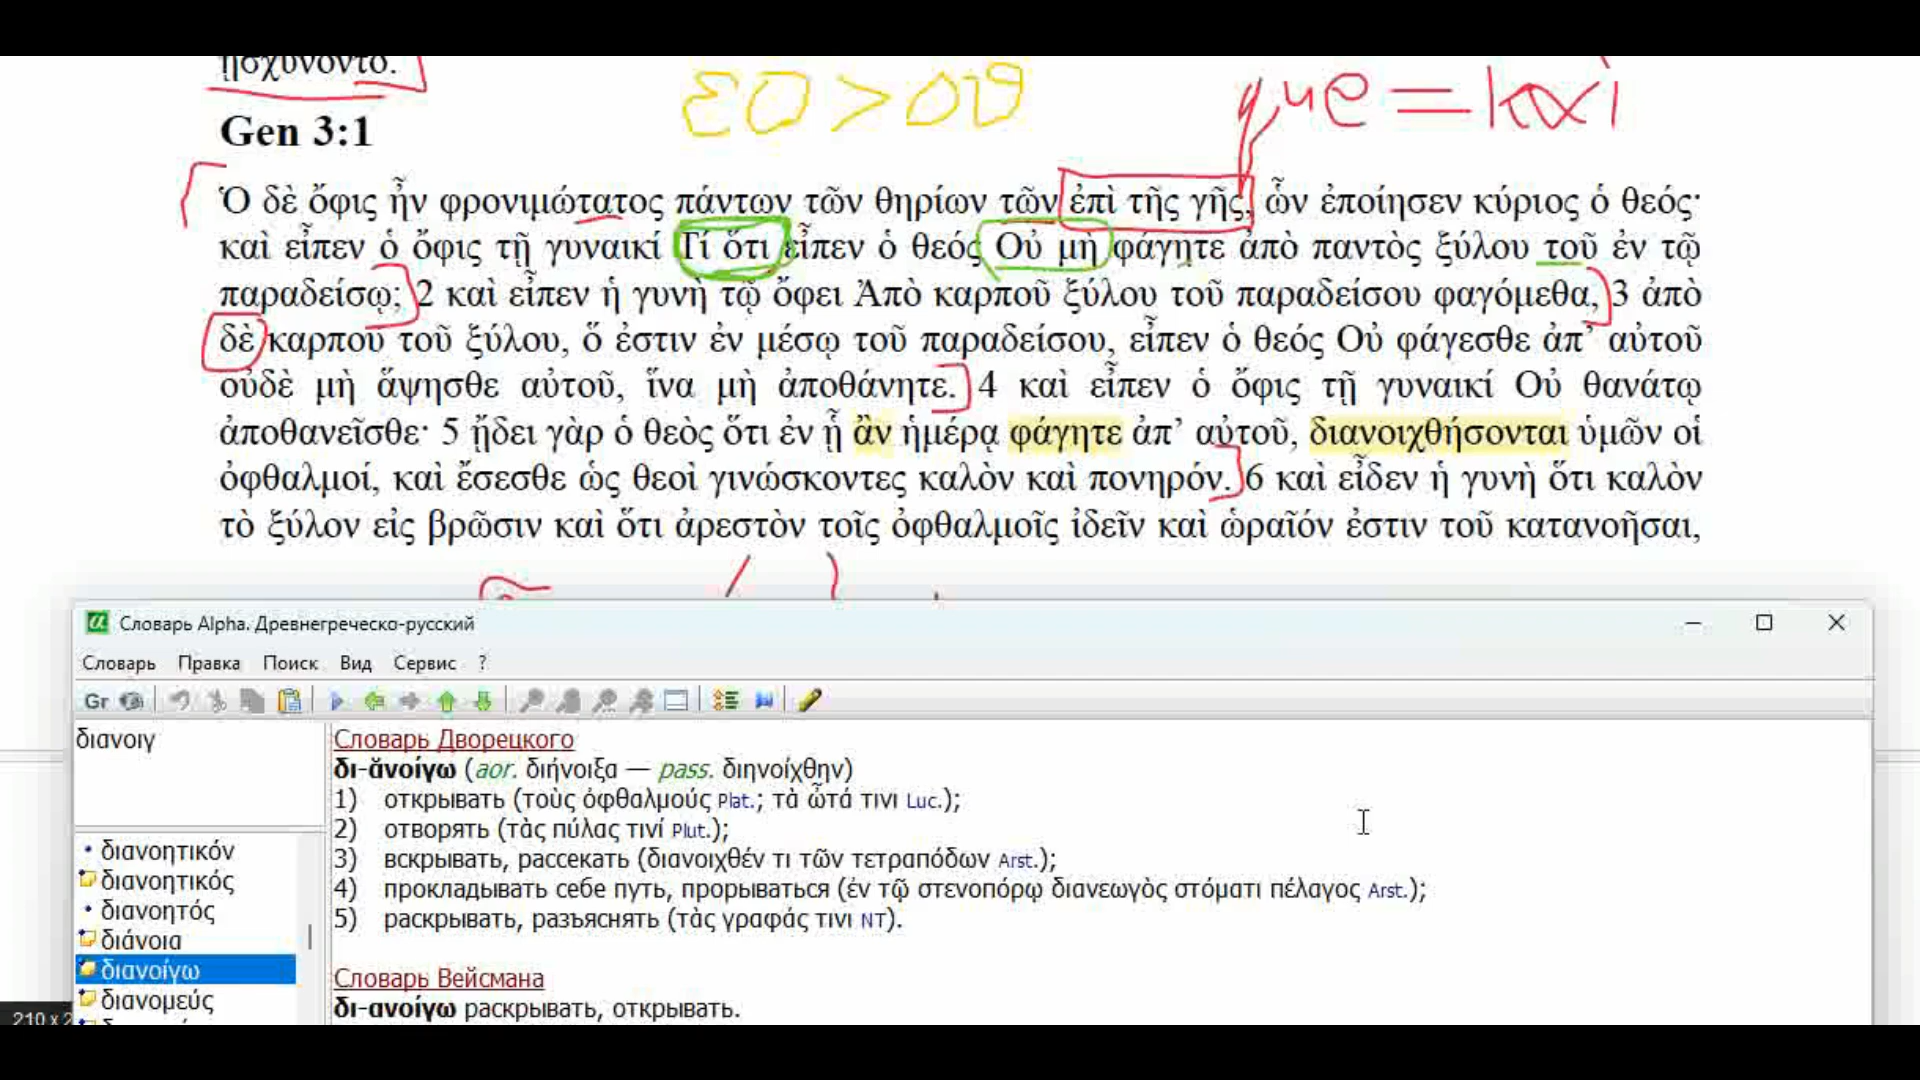 ᾐσχύνοντο.
εο > ου
que = καὶ
Gen 3:1
Ὁ δὲ ὄφις ἦν φρονιμώτατος πάντων τῶν θηρίων τῶν ἐπὶ τῆς γῆς, ὧν ἐποίησεν κύριος ὁ θεός·
καὶ εἶπεν ὁ ὄφις τῇ γυναικί Τί ὅτι εἶπεν ὁ θεός Οὐ μὴ φάγητε ἀπὸ παντὸς ξύλου τοῦ ἐν τῷ
παραδείσῳ; 2 καὶ εἶπεν ἡ γυνὴ τῷ ὄφει Ἀπὸ καρποῦ ξύλου τοῦ παραδείσου φαγόμεθα, 3 ἀπὸ
δὲ καρποῦ τοῦ ξύλου, ὅ ἐστιν ἐν μέσῳ τοῦ παραδείσου, εἶπεν ὁ θεός Οὐ φάγεσθε ἀπ’ αὐτοῦ
οὐδὲ μὴ ἅψησθε αὐτοῦ, ἵνα μὴ ἀποθάνητε. 4 καὶ εἶπεν ὁ ὄφις τῇ γυναικί Οὐ θανάτῳ
ἀποθανεῖσθε· 5 ᾔδει γὰρ ὁ θεὸς ὅτι ἐν ᾗ ἂν ἡμέρᾳ φάγητε ἀπ’ αὐτοῦ, διανοιχθήσονται ὑμῶν οἱ
ὀφθαλμοί, καὶ ἔσεσθε ὡς θεοὶ γινώσκοντες καλὸν καὶ πονηρόν. 6 καὶ εἶδεν ἡ γυνὴ ὅτι καλὸν
τὸ ξύλον εἰς βρῶσιν καὶ ὅτι ἀρεστὸν τοῖς ὀφθαλμοῖς ἰδεῖν καὶ ὡραῖόν ἐστιν τοῦ κατανοῆσαι,
Словарь Alpha. Древнегреческо-русский
Словарь Правка Поиск Вид Сервис ?
Gr
διανοιγ
διανοητικόν
διανοητικός
διανοητός
διάνοια
διανοίγω
διανομεύς
Словарь Дворецкого
δι-ᾰνοίγω (aor. διήνοιξα — pass. διηνοίχθην)
1) открывать (τοὺς ὀφθαλμούς Plat.; τὰ ὦτά τινι Luc.);
2) отворять (τὰς πύλας τινί Plut.);
3) вскрывать, рассекать (διανοιχθέν τι τῶν τετραπόδων Arst.);
4) прокладывать себе путь, прорываться (ἐν τῷ στενοπόρῳ διανεωγὸς στόματι πέλαγος Arst.);
5) раскрывать, разъяснять (τὰς γραφάς τινι NT).
Словарь Вейсмана
δι-ανοίγω раскрывать, открывать.
210 x 2